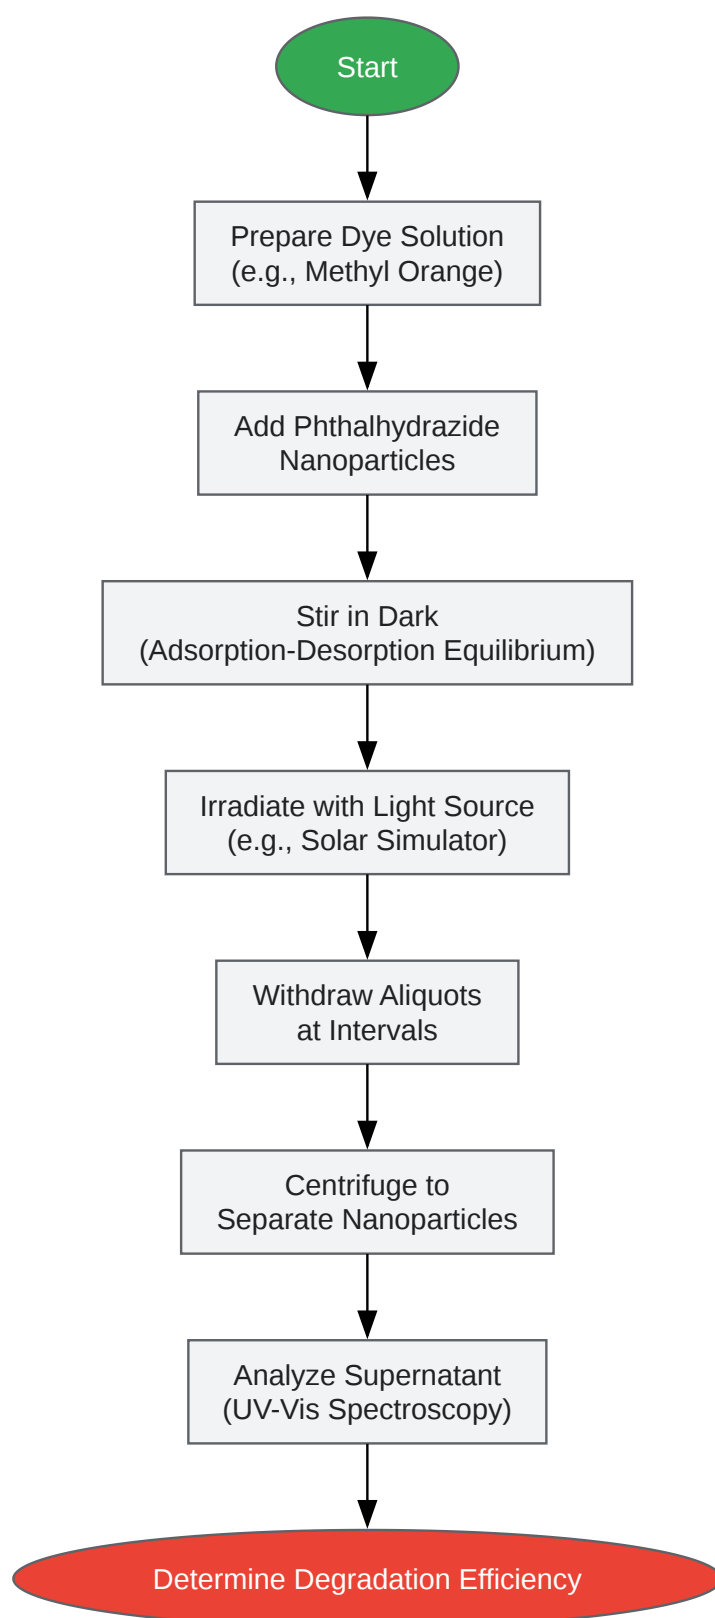 Start
Prepare Dye Solution
(e.g., Methyl Orange)
Add Phthalhydrazide
Nanoparticles
Stir in Dark
(Adsorption-Desorption Equilibrium)
Irradiate with Light Source
(e.g., Solar Simulator)
Withdraw Aliquots
at Intervals
Centrifuge to
Separate Nanoparticles
Analyze Supernatant
(UV-Vis Spectroscopy)
Determine Degradation Efficiency